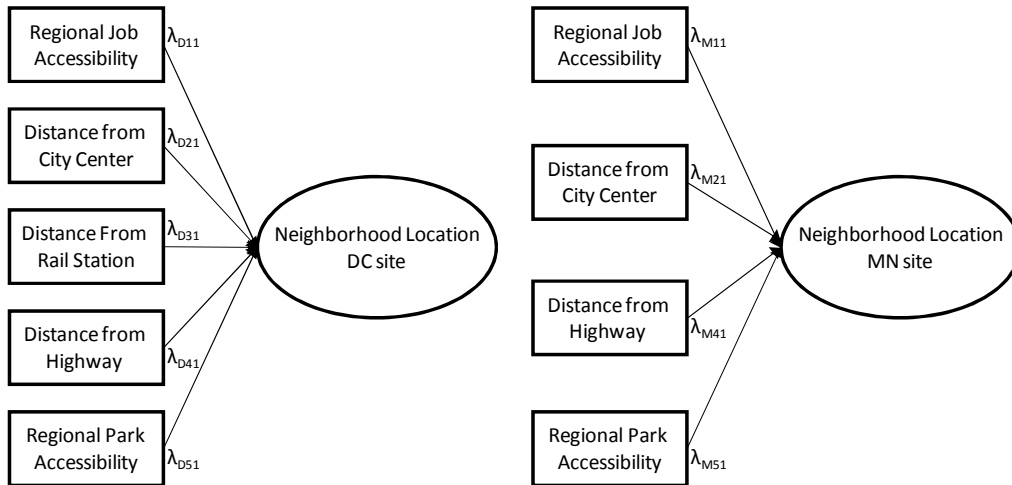 Regional Job
Accessibility
λD11
Distance from
City Center
λD21
Distance From
Rail Station
λD31
Distance from
Highway
λD41
Regional Park
Accessibility
λD51
Neighborhood Location
DC site
Regional Job
Accessibility
λM11
Distance from
City Center
λM21
Distance from
Highway
λM41
Regional Park
Accessibility
λM51
Neighborhood Location
MN site